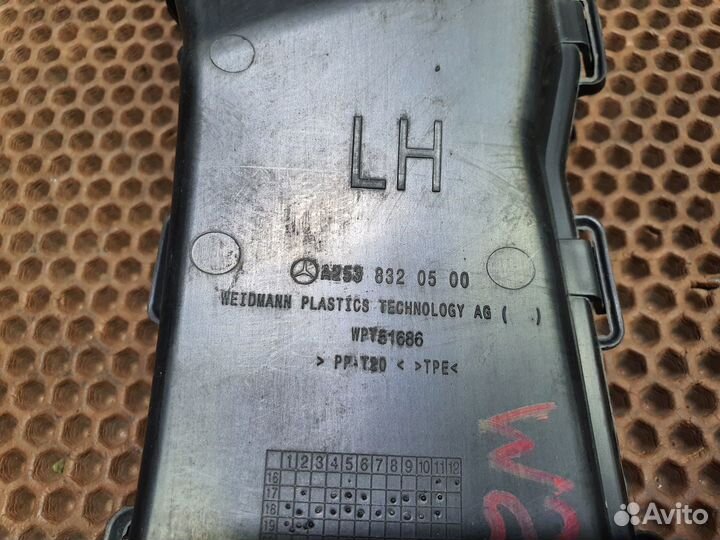 LH
A253 832 05 00
WEIDMANN PLASTICS TECHNOLOGY AG ( )
WPT51686
> PP-T20 < >TPE<
1 2 3 4 5 6 7 8 9 10 11 12
16
17
18
19
Avito